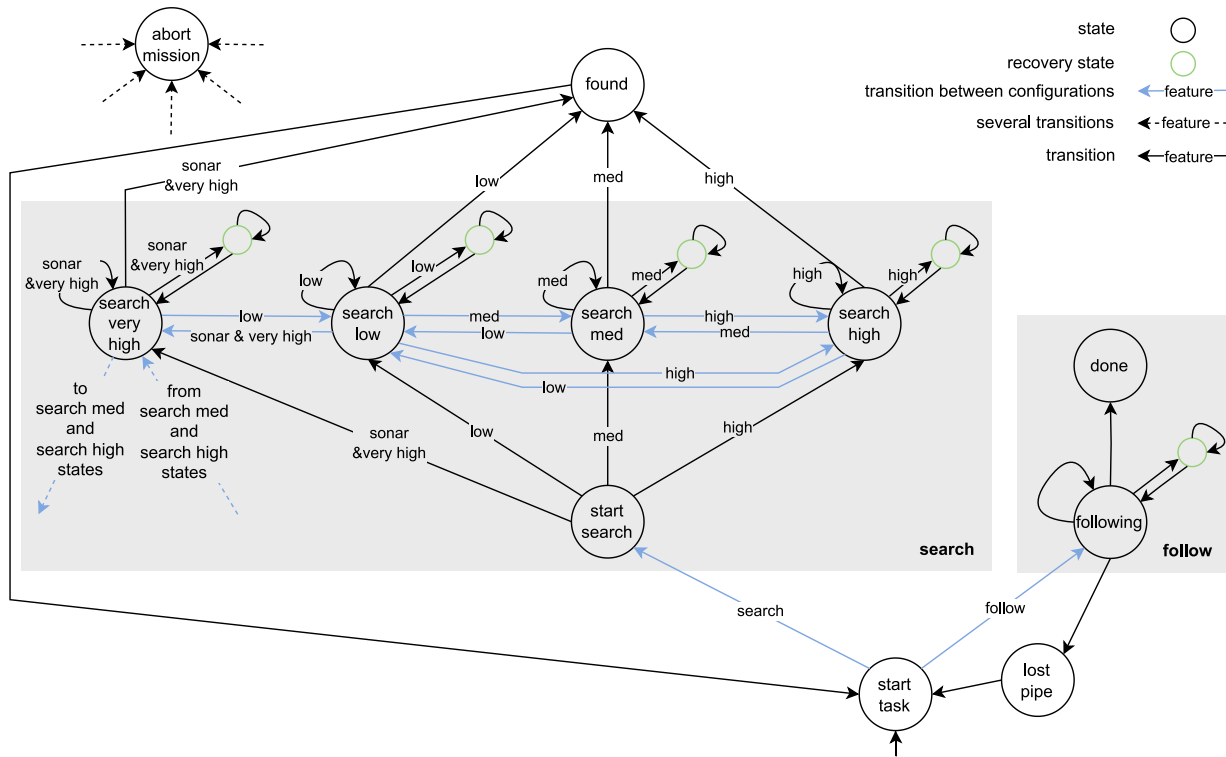 abort
mission
state
recovery state
transition between configurations
feature
several transitions
feature
transition
feature
found
sonar
&very high
low
med
high
sonar
&very high
sonar
&very high
low
low
med
med
high
high
search
very
high
low
sonar & very high
search
low
med
low
search
med
high
med
search
high
high
low
to
search med
and
search high
states
from
search med
and
search high
states
sonar
&very high
low
med
high
start
search
search
done
following
follow
search
follow
start
task
lost
pipe